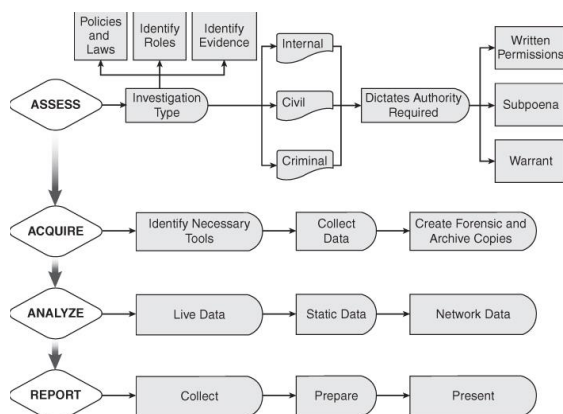 Policies
and
Laws
Identify
Roles
Identify
Evidence
ASSESS
Investigation
Type
Internal
Civil
Criminal
Dictates Authority
Required
Written
Permissions
Subpoena
Warrant
ACQUIRE
Identify Necessary
Tools
Collect
Data
Create Forensic and
Archive Copies
ANALYZE
Live Data
Static Data
Network Data
REPORT
Collect
Prepare
Present